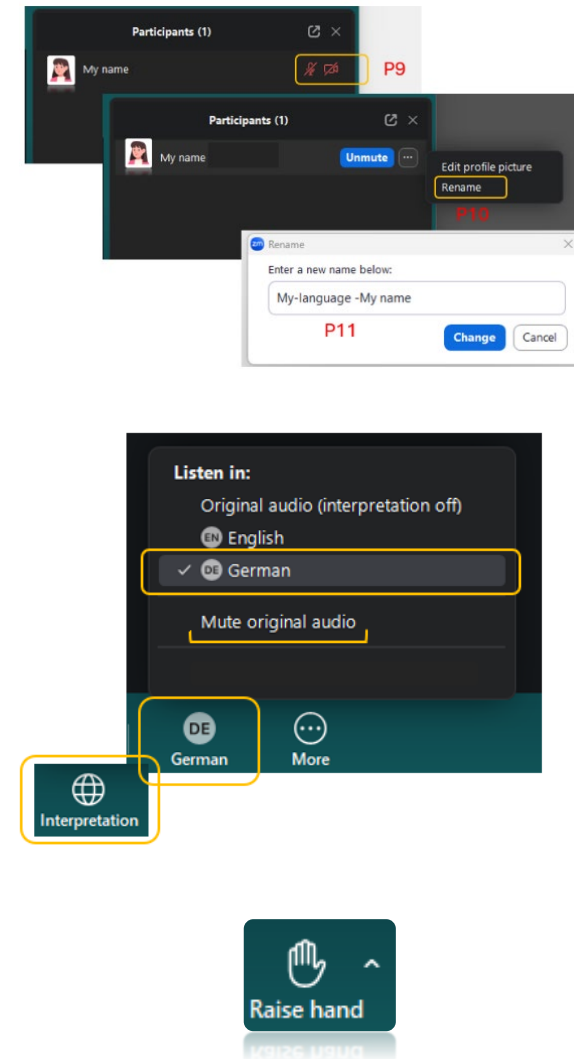 Participants (1)
My name
P9
Participants (1)
My name
Unmute
Edit profile picture
Rename
P10
zm Rename
Enter a new name below:
My-language -My name
P11
Change
Cancel
Listen in:
Original audio (interpretation off)
EN English
DE German
Mute original audio
DE
German
More
Interpretation
Raise hand